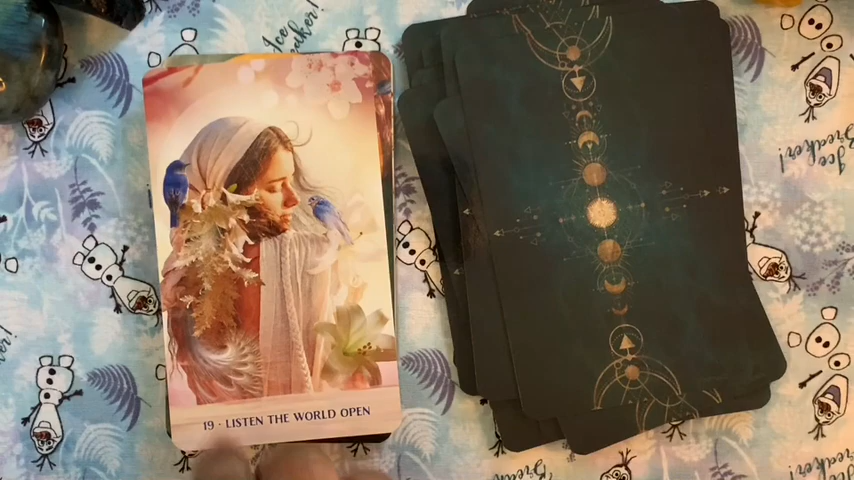 Ice
Breaker!
19 - LISTEN THE WORLD OPEN
Ice
Breaker!